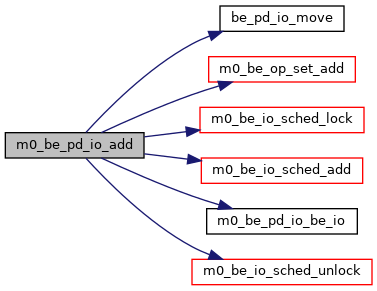 be_pd_io_move
m0_be_op_set_add
m0_be_io_sched_lock
m0_be_pd_io_add
m0_be_io_sched_add
m0_be_pd_io_be_io
m0_be_io_sched_unlock